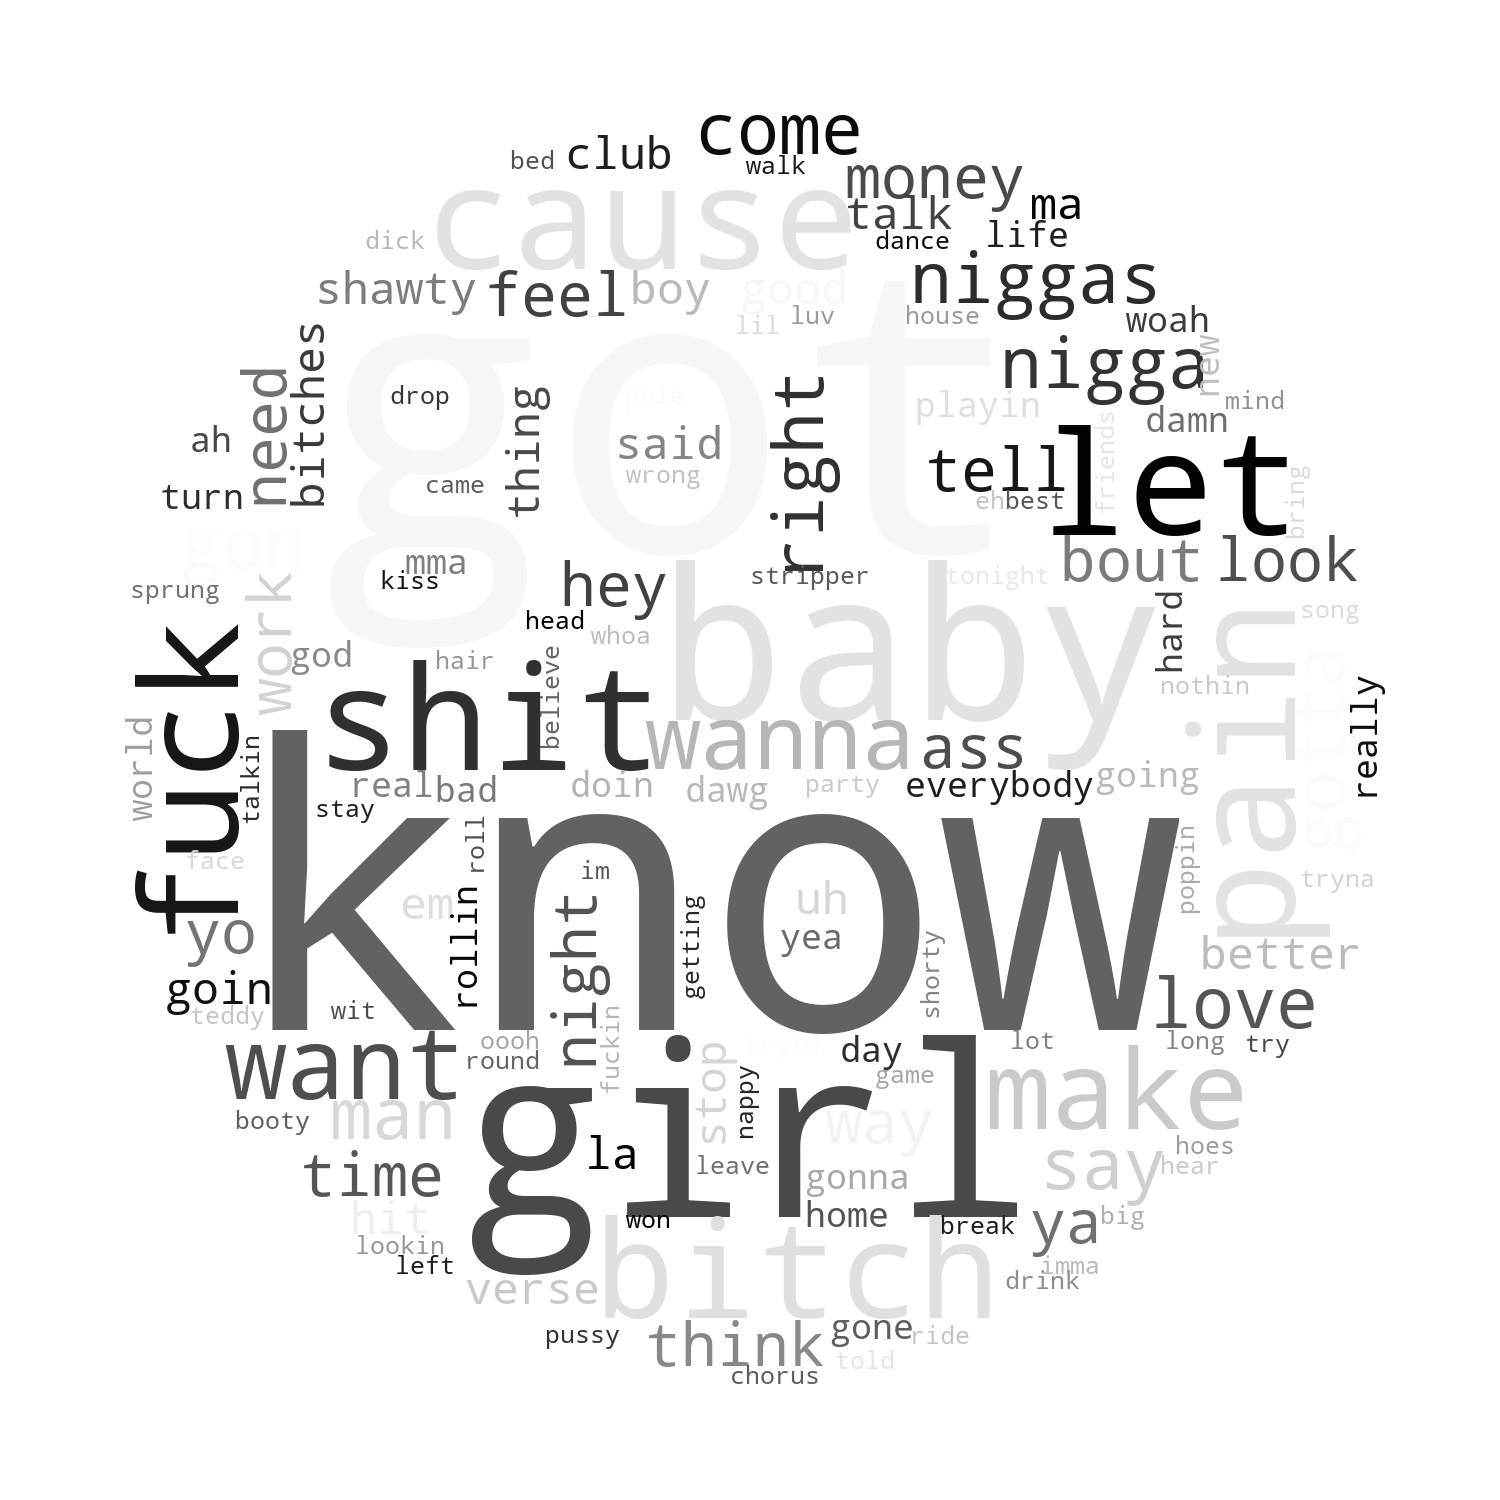 come
bed
club
walk
money
cause
talk
ma
dick
dance
life
shawty
feel
boy
good
niggas
lil
luv
house
woah
got
bitches
need
drop
thing
pole
right
playin
nigga
new
mind
damn
friends
let
ah
said
wrong
tell
turn
came
eh
best
bring
gon
mma
kiss
hey
stripper
tonight
bout
look
sprung
work
head
whoa
baby
hard
pain
song
god
hair
believe
fuck
shit
nothin
gotta
really
world
talkin
wanna
ass
real
bad
doin
dawg
party
everybody
going
stay
know
roll
face
im
poppin
tryna
em
rollin
night
getting
uh
yea
yo
shorty
better
goin
teddy
wit
love
want
oooh
round
fuckin
girl
stop
tryin
day
lot
long
try
man
nappy
game
make
booty
way
time
la
leave
gonna
say
hoes
hear
hit
won
home
break
ya
big
lookin
left
bitch
imma
drink
verse
pussy
think
gone
ride
told
chorus